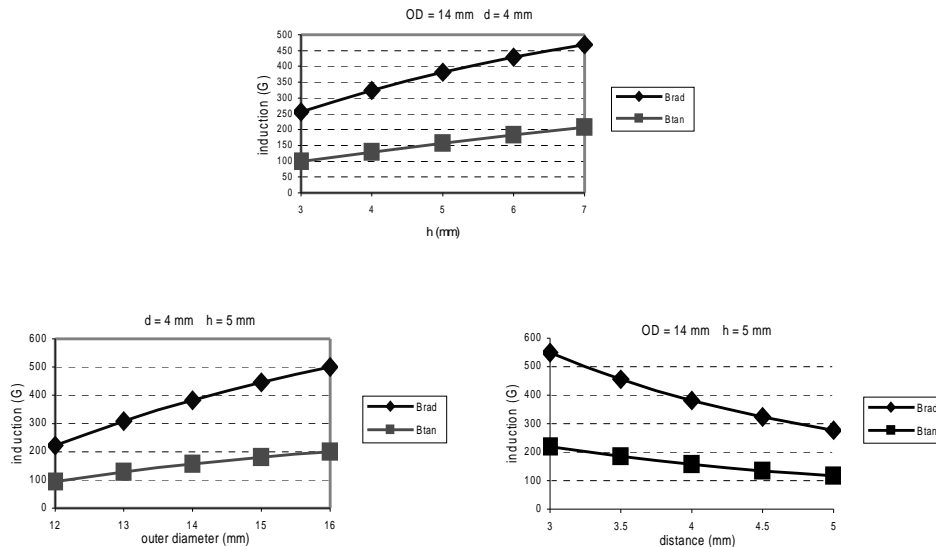 OD = 14 mm d = 4 mm
500
450
400
350
300
250
200
150
100
50
0
induction (G)
3 4 5 6 7
h (mm)
Brad
Btan
d = 4 mm h = 5 mm
600
500
400
300
200
100
0
induction (G)
12 13 14 15 16
outer diameter (mm)
Brad
Btan
OD = 14 mm h = 5 mm
600
500
400
300
200
100
0
induction (G)
3 3.5 4 4.5 5
distance (mm)
Brad
Btan